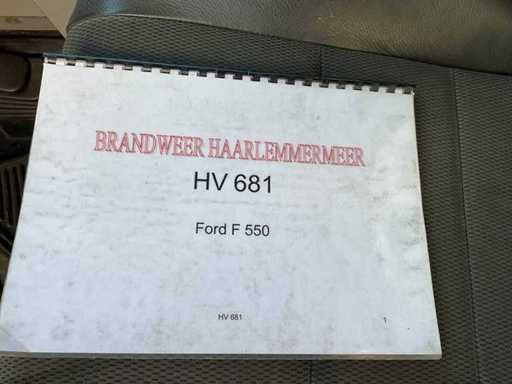 BRANDWEER HAARLEMMERMEER
HV 681
Ford F 550
HV 681
1